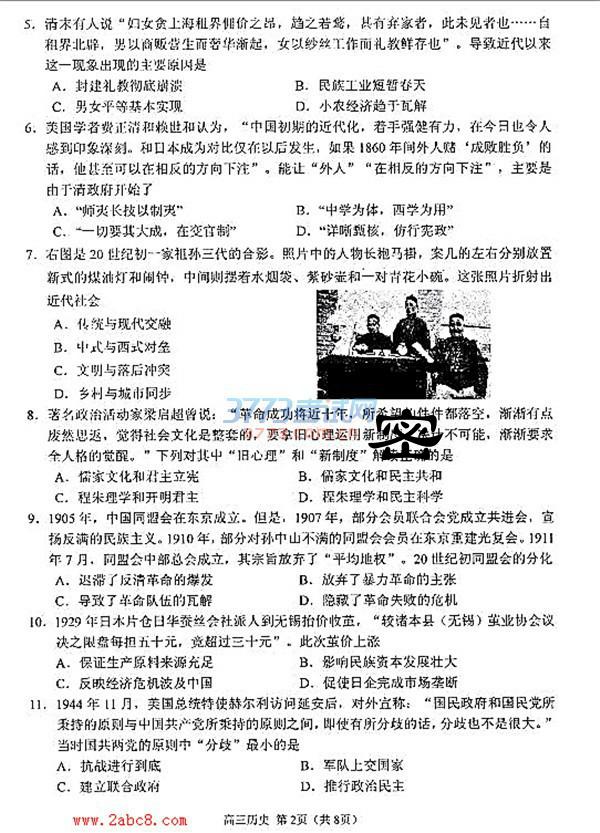 5．清末有人说“妇女贪上海租界佣价之昂，趋之若鹜，甚有弃家者，此未见者也……自
租界北辟，男以商贩营生而奢华渐起，女以纱丝工作而礼教鲜存也”。导致近代以来
这一现象出现的主要原因是
A．封建礼教彻底崩溃 B．民族工业短暂春天
C．男女平等基本实现 D．小农经济趋于瓦解
6．美国学者费正清和赖世和认为，“中国初期的近代化，着手强健有力，在今日也令人
感到印象深刻。和日本成为对比仅在以后发生，如果1860年间外人赌‘成败胜负’的
话，他甚至可以在相反的方向下注”。能让“外人”“在相反的方向下注”，主要是
由于清政府开始了
A．“师夷长技以制夷” B．“中学为体，西学为用”
C．“一切要其大成，在变官制” D．“详晰甄核，仿行宪政”
7．右图是20世纪初一家祖孙三代的合影。照片中的人物长袍马褂，案儿的左右分别放置
新式的煤油灯和闹钟，中间则摆着水烟袋、紫砂壶和一对青花小碗。这张照片折射出
近代社会
A．传统与现代交融
B．中式与西式对垒
C．文明与落后冲突
D．乡村与城市同步
3773考试网
8．著名政治活动家梁启超曾说：“革命成功将近十年，所希望的件件都落空，渐渐有点
废然思返，觉得社会文化是整套的，要拿旧心理运用新制 不可能，渐渐要求
密
全人格的觉醒。”下列对其中“旧心理”和“新制度”解读正确的是
A．儒家文化和君主立宪 B．儒家文化和民主共和
C．程朱理学和开明君主 D．程朱理学和民主科学
9．1905年，中国同盟会在东京成立。但是，1907年，部分会员联合会党成立共进会，宣
扬反满的民族主义。1910年，部分对孙中山不满的同盟会会员在东京重建光复会。1911
年7月，同盟会中部总会成立，其宗旨放弃了“平均地权”。20世纪初同盟会的分化
A．迟滞了反清革命的爆发 B．放弃了暴力革命的主张
C．导致了革命队伍的瓦解 D．隐藏了革命失败的危机
10．1929年日本片仓日华蚕丝会社派人到无锡抬价收茧，“较诸本县（无锡）茧业协会议
决之限盘每担五十元，竟超过三十元”。此次茧价上涨
A．保证生产原料来源充足 B．影响民族资本发展壮大
C．反映经济危机波及中国 D．促使日企完成市场垄断
11．1944年11月，美国总统特使赫尔利访问延安后，对外宣称：“国民政府和国民党所
秉持的原则与中国共产党所秉持的原则之间，即使有所分歧的话，分歧也不是很大。”
当时国共两党的原则中“分歧”最小的是
A．抗战进行到底 B．军队上交国家
C．建立联合政府 D．推行政治民主
www.2abc8.com
高三历史 第2页（共8页）